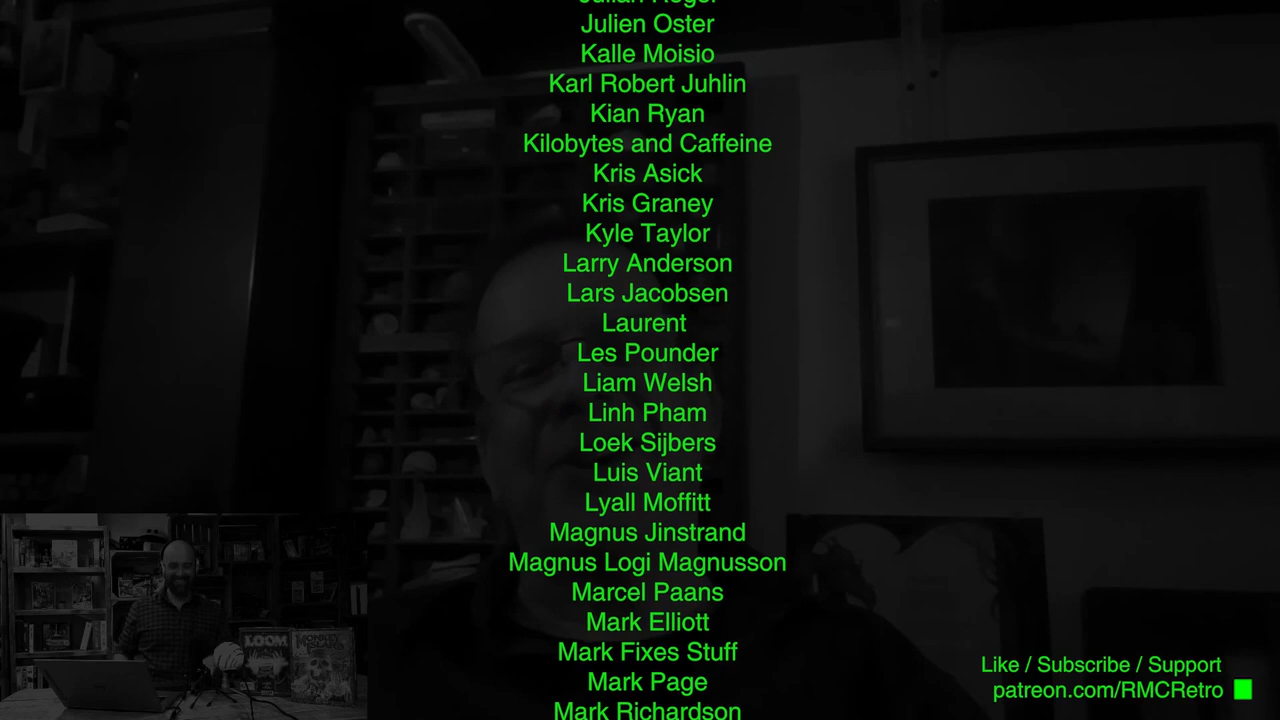 Julian Roger
Julien Oster
Kalle Moisio
Karl Robert Juhlin
Kian Ryan
Kilobytes and Caffeine
Kris Asick
Kris Graney
Kyle Taylor
Larry Anderson
Lars Jacobsen
Laurent
Les Pounder
Liam Welsh
Linh Pham
Loek Sijbers
Luis Viant
Lyall Moffitt
Magnus Jinstrand
Magnus Logi Magnusson
Marcel Paans
Mark Elliott
Mark Fixes Stuff
Mark Page
Mark Richardson
LOOM
Like / Subscribe / Support
patreon.com/RMCRetro